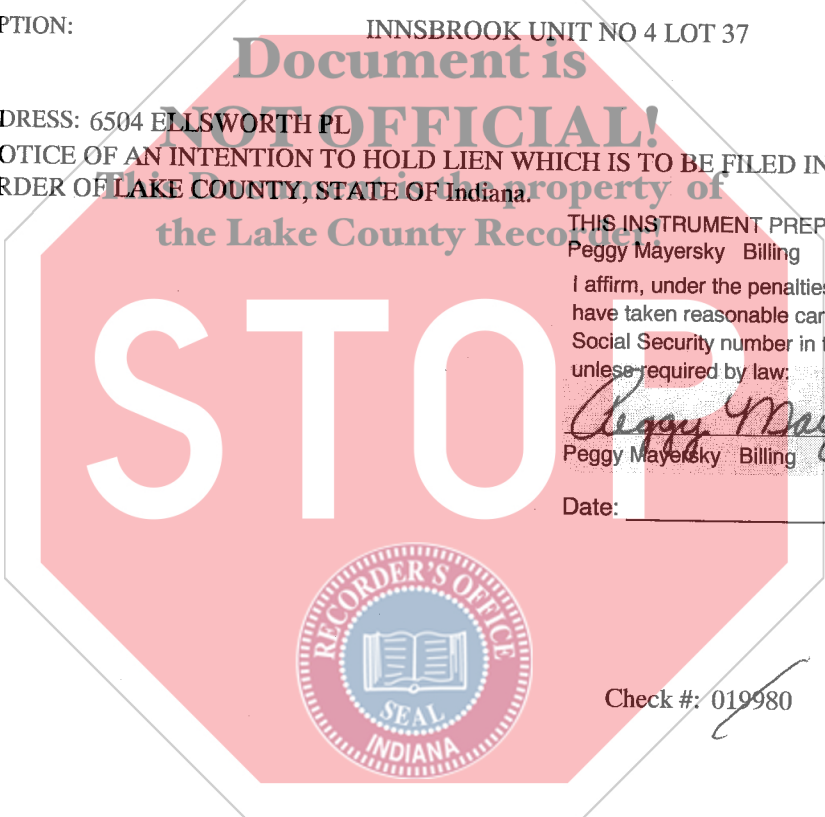 PTION: INNSBROOK UNIT NO 4 LOT 37
Document is
NOT OFFICIAL!
DRESS: 6504 ELLSWORTH PL
OTICE OF AN INTENTION TO HOLD LIEN WHICH IS TO BE FILED IN
This Document is the property of
RDER OF LAKE COUNTY, STATE OF Indiana.
the Lake County Recorder!
THIS INSTRUMENT PREP
Peggy Mayersky Billing
I affirm, under the penalties
have taken reasonable car
Social Security number in t
unless required by law:
STOP
Peggy May
Peggy Mayersky Billing
Date:
RECORDER'S OFFICE
SEAL
INDIANA
Check #: 019980